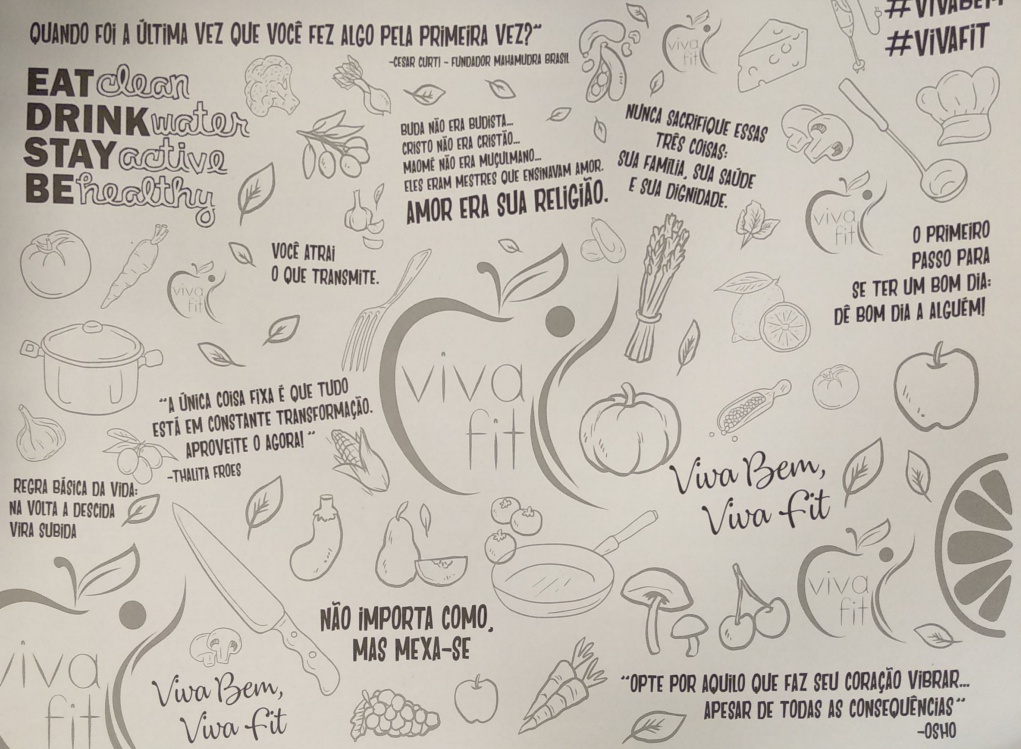 QUANDO FOI A ÚLTIMA VEZ QUE VOCÊ FEZ ALGO PELA PRIMEIRA VEZ?"
-CESAR CURTI - FUNDADOR MAHAMUDRA BRASIL
#VIVABEM
#VIVAFIT
EAT clean
DRINK water
STAY active
BE healthy
viva
fit
BUDA NÃO ERA BUDISTA...
CRISTO NÃO ERA CRISTÃO...
MAOMÉ NÃO ERA MUÇULMANO...
ELES ERAM MESTRES QUE ENSINAVAM AMOR.
AMOR ERA SUA RELIGIÃO.
NUNCA SACRIFIQUE ESSAS
TRÊS COISAS:
SUA FAMÍLIA, SUA SAÚDE
E SUA DIGNIDADE.
viva
fit
O PRIMEIRO
PASSO PARA
SE TER UM BOM DIA:
DÊ BOM DIA A ALGUÉM!
VOCÊ ATRAI
O QUE TRANSMITE.
viva
fit
viva
fit
"A ÚNICA COISA FIXA É QUE TUDO
ESTÁ EM CONSTANTE TRANSFORMAÇÃO.
APROVEITE O AGORA!"
-THALITA FROES
REGRA BÁSICA DA VIDA:
NA VOLTA A DESCIDA
VIRA SUBIDA
Viva Bem,
Viva Fit
viva
fit
NÃO IMPORTA COMO,
MAS MEXA-SE
viva
fit
Viva Bem,
Viva Fit
"OPTE POR AQUILO QUE FAZ SEU CORAÇÃO VIBRAR...
APESAR DE TODAS AS CONSEQUÊNCIAS"
-OSHO